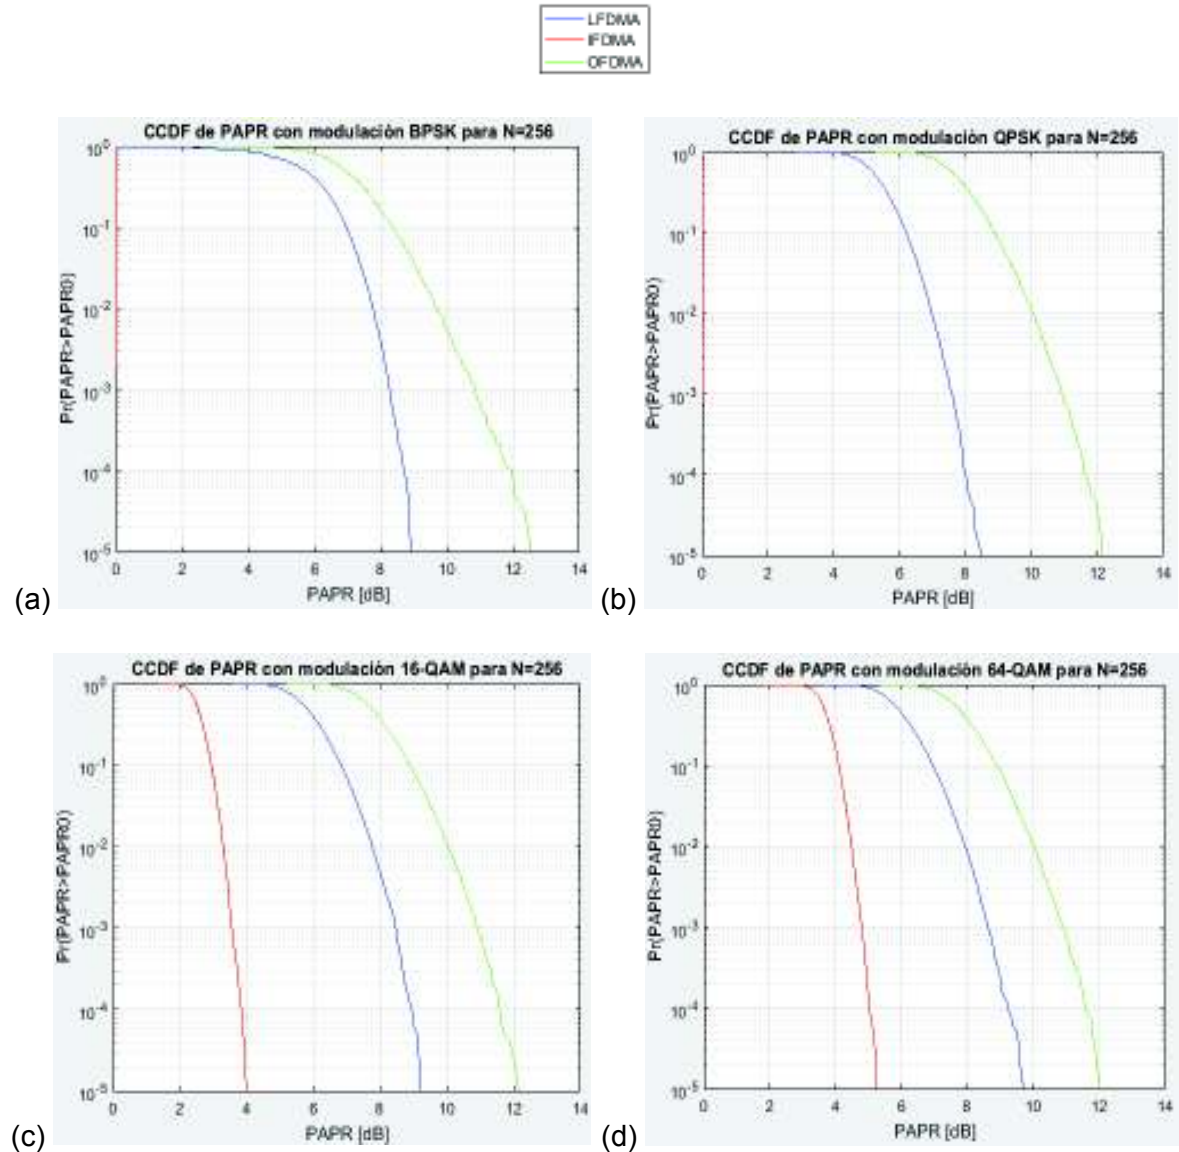 LFDMA
IFDMA
OFDMA
CCDF de PAPR con modulación BPSK para N=256
Pr(PAPR>PAPR0)
10^0
10^-1
10^-2
10^-3
10^-4
10^-5
0 2 4 6 8 10 12 14
PAPR [dB]
(a)
CCDF de PAPR con modulación QPSK para N=256
Pr(PAPR>PAPR0)
10^0
10^-1
10^-2
10^-3
10^-4
10^-5
0 2 4 6 8 10 12 14
PAPR [dB]
(b)
CCDF de PAPR con modulación 16-QAM para N=256
Pr(PAPR>PAPR0)
10^0
10^-1
10^-2
10^-3
10^-4
10^-5
0 2 4 6 8 10 12 14
PAPR [dB]
(c)
CCDF de PAPR con modulación 64-QAM para N=256
Pr(PAPR>PAPR0)
10^0
10^-1
10^-2
10^-3
10^-4
10^-5
0 2 4 6 8 10 12 14
PAPR [dB]
(d)